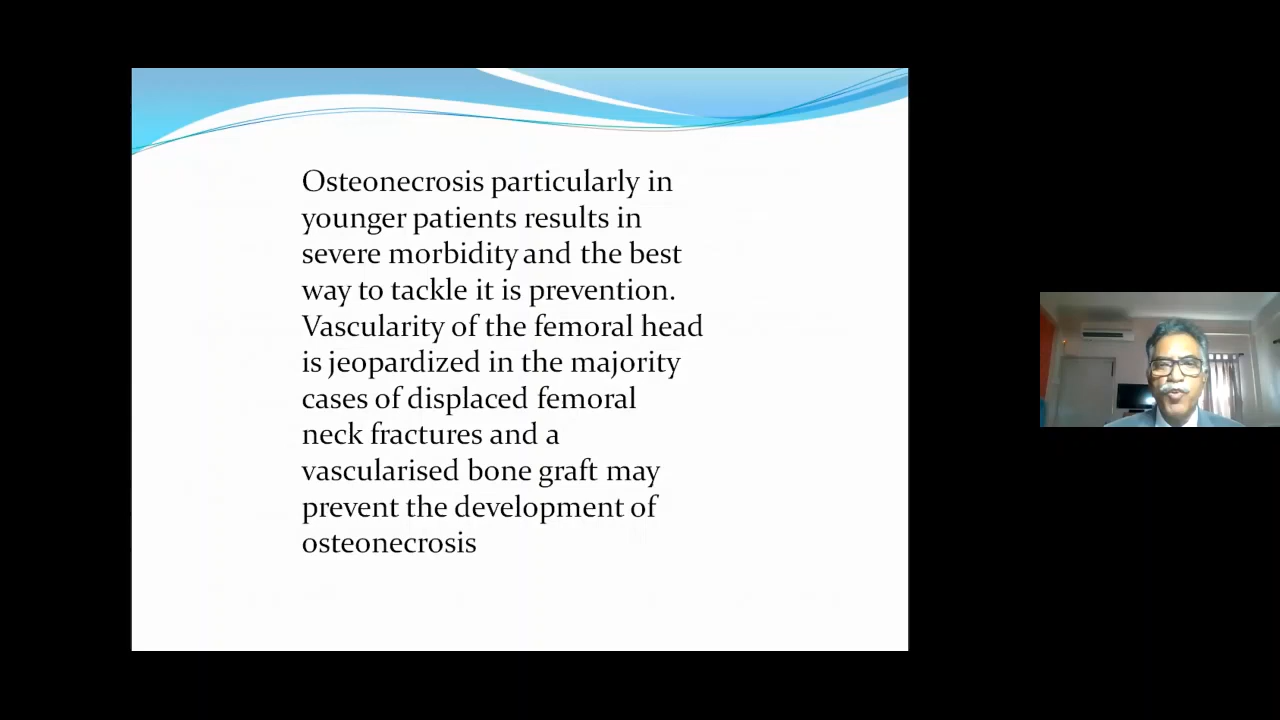 Osteonecrosis particularly in
younger patients results in
severe morbidity and the best
way to tackle it is prevention.
Vascularity of the femoral head
is jeopardized in the majority
cases of displaced femoral
neck fractures and a
vascularised bone graft may
prevent the development of
osteonecrosis